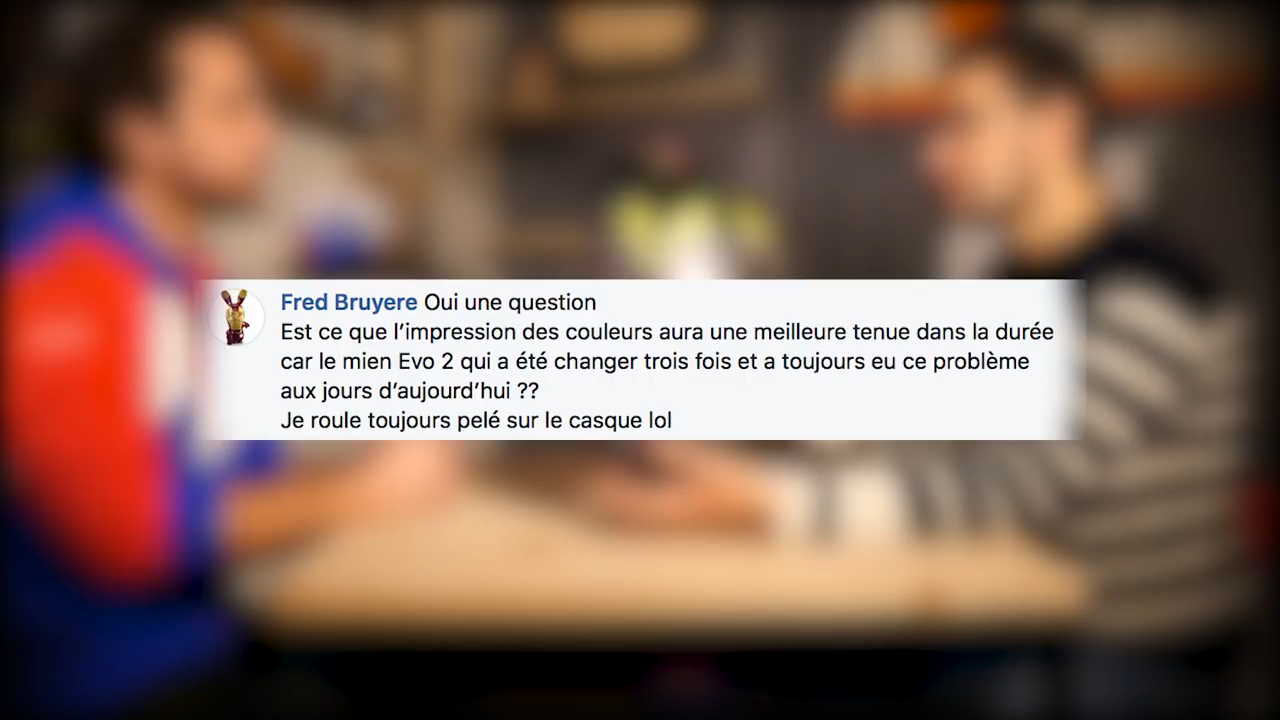 Fred Bruyere Oui une question
Est ce que l’impression des couleurs aura une meilleure tenue dans la durée
car le mien Evo 2 qui a été changer trois fois et a toujours eu ce problème
aux jours d’aujourd’hui ??
Je roule toujours pelé sur le casque lol